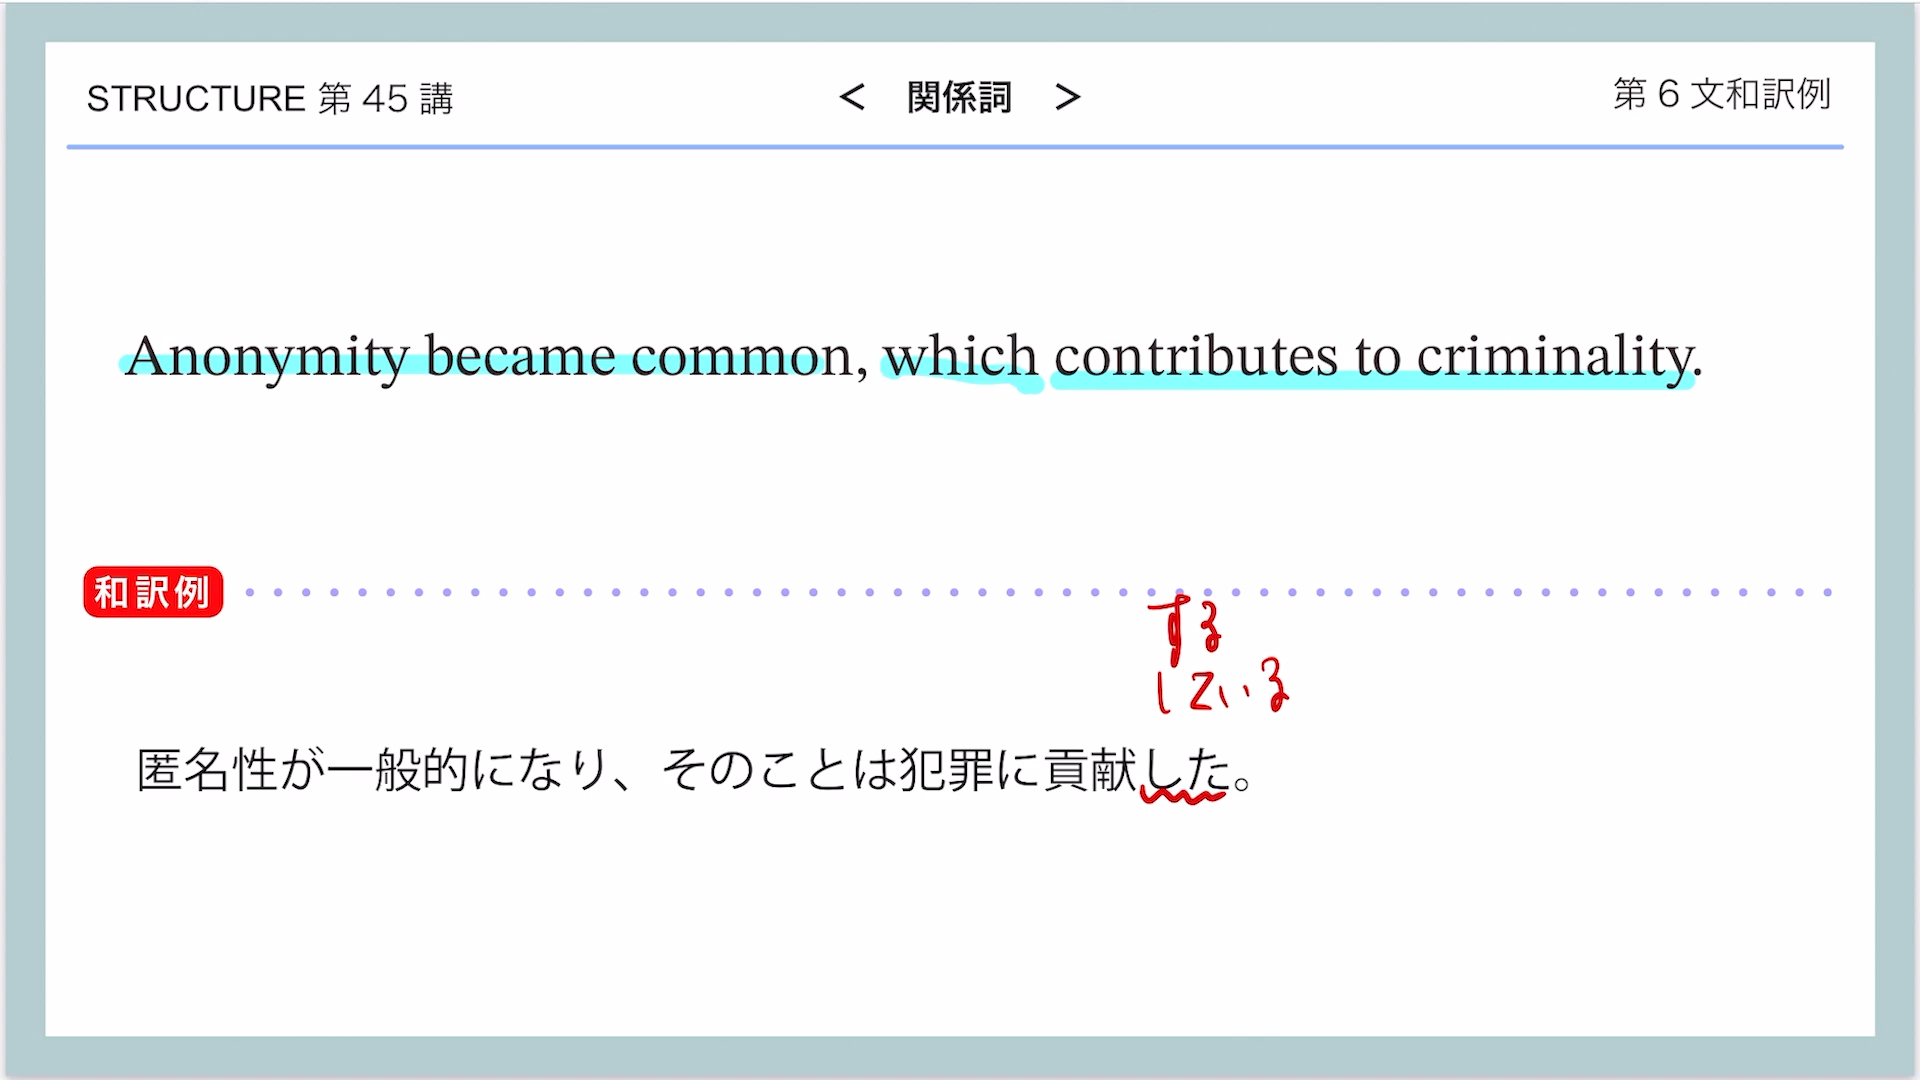 STRUCTURE 第 45 講
< 関係詞 >
第 6 文和訳例
Anonymity became common, which contributes to criminality.
和訳例
する
している
匿名性が一般的になり、そのことは犯罪に貢献した。